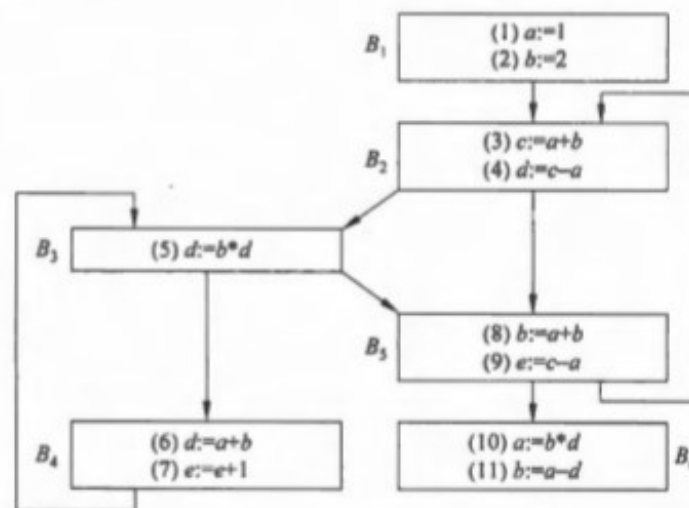 B1
(1) a:=1
(2) b:=2
B2
(3) c:=a+b
(4) d:=c−a
B3
(5) d:=b*d
B5
(8) b:=a+b
(9) e:=c−a
B4
(6) d:=a+b
(7) e:=e+1
(10) a:=b*d
(11) b:=a−d
B